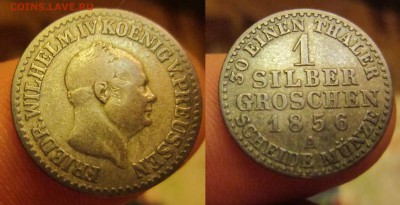 COINS.LAVE.RU
FRIEDR. WILHELM IV KOENIG V. PREUSSEN
30 EINEN THALER
1
SILBER
GROSCHEN
1856
A
SCHEIDE MÜNZE